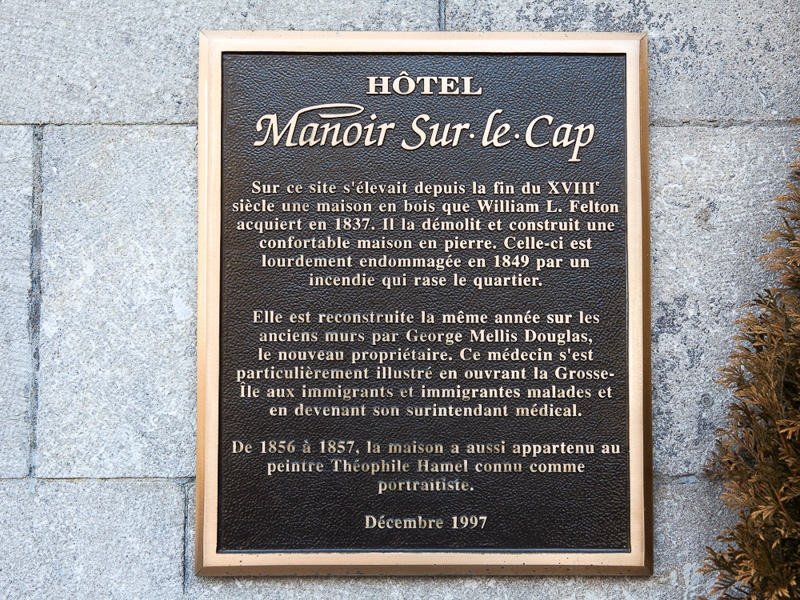 HÔTEL
Manoir Sur·le·Cap
Sur ce site s'élevait depuis la fin du XVIIIe
siècle une maison en bois que William L. Felton
acquiert en 1837. Il la démolit et construit une
confortable maison en pierre. Celle-ci est
lourdement endommagée en 1849 par un
incendie qui rase le quartier.
Elle est reconstruite la même année sur les
anciens murs par George Mellis Douglas,
le nouveau propriétaire. Ce médecin s'est
particulièrement illustré en ouvrant la Grosse-
Île aux immigrants et immigrantes malades et
en devenant son surintendant médical.
De 1856 à 1857, la maison a aussi appartenu au
peintre Théophile Hamel connu comme
portraitiste.
Décembre 1997